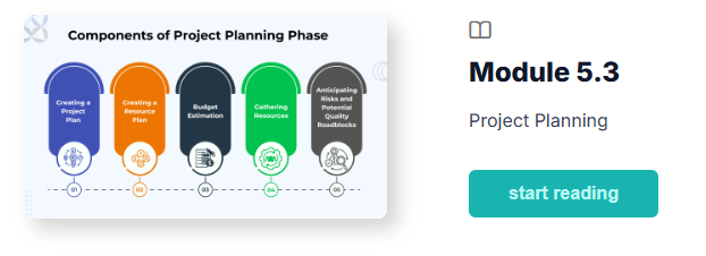 Components of Project Planning Phase
Creating a
Project
Plan
Creating a
Resource
Plan
Budget
Estimation
Gathering
Resources
Anticipating
Risks and
Potential
Quality
Roadblocks
01
02
03
04
05
Module 5.3
Project Planning
start reading